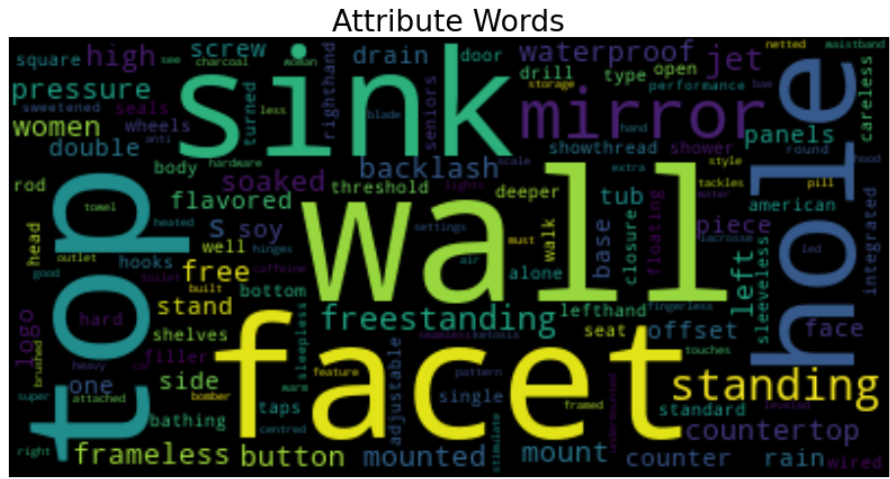 Attribute Words
square
high
screw
charcoal
see
woman
drain
door
waterproof
jet
netted
waistband
pressure
sweetened
seals
sink
righthand
less
seniors
drill
type
open
storage
performance
bae
careless
women
wheels
anti
turned
blade
mirror
hand
panels
hole
double
body
hardware
backlash
scale
showthread
extra
shower
style
round
hood
rod
top
towel
flavored
soaked
threshold
lights
deeper
tub
tackles
water
pill
american
head
heated
s
soy
wall
must
walk
base
closure
floating
piece
lacrosse
led
integrated
outlet
good
hooks
toilet
well
hinges
free
caffeine
settings
air
alone
left
sleeveless
logo
hard
built
stand
bottom
freestanding
fingerless
lefthand
seat
offset
face
shelves
sleepless
seamless
ketosis
touches
brushed
heavy
car
filler
facet
feature
adjustable
pattern
single
framed
undermounted
standing
one
side
warm
super
attached
bomber
taps
standard
leveled
bathing
centred
stimulate
countertop
right
frameless
button
mounted
mount
counter
rain
wired